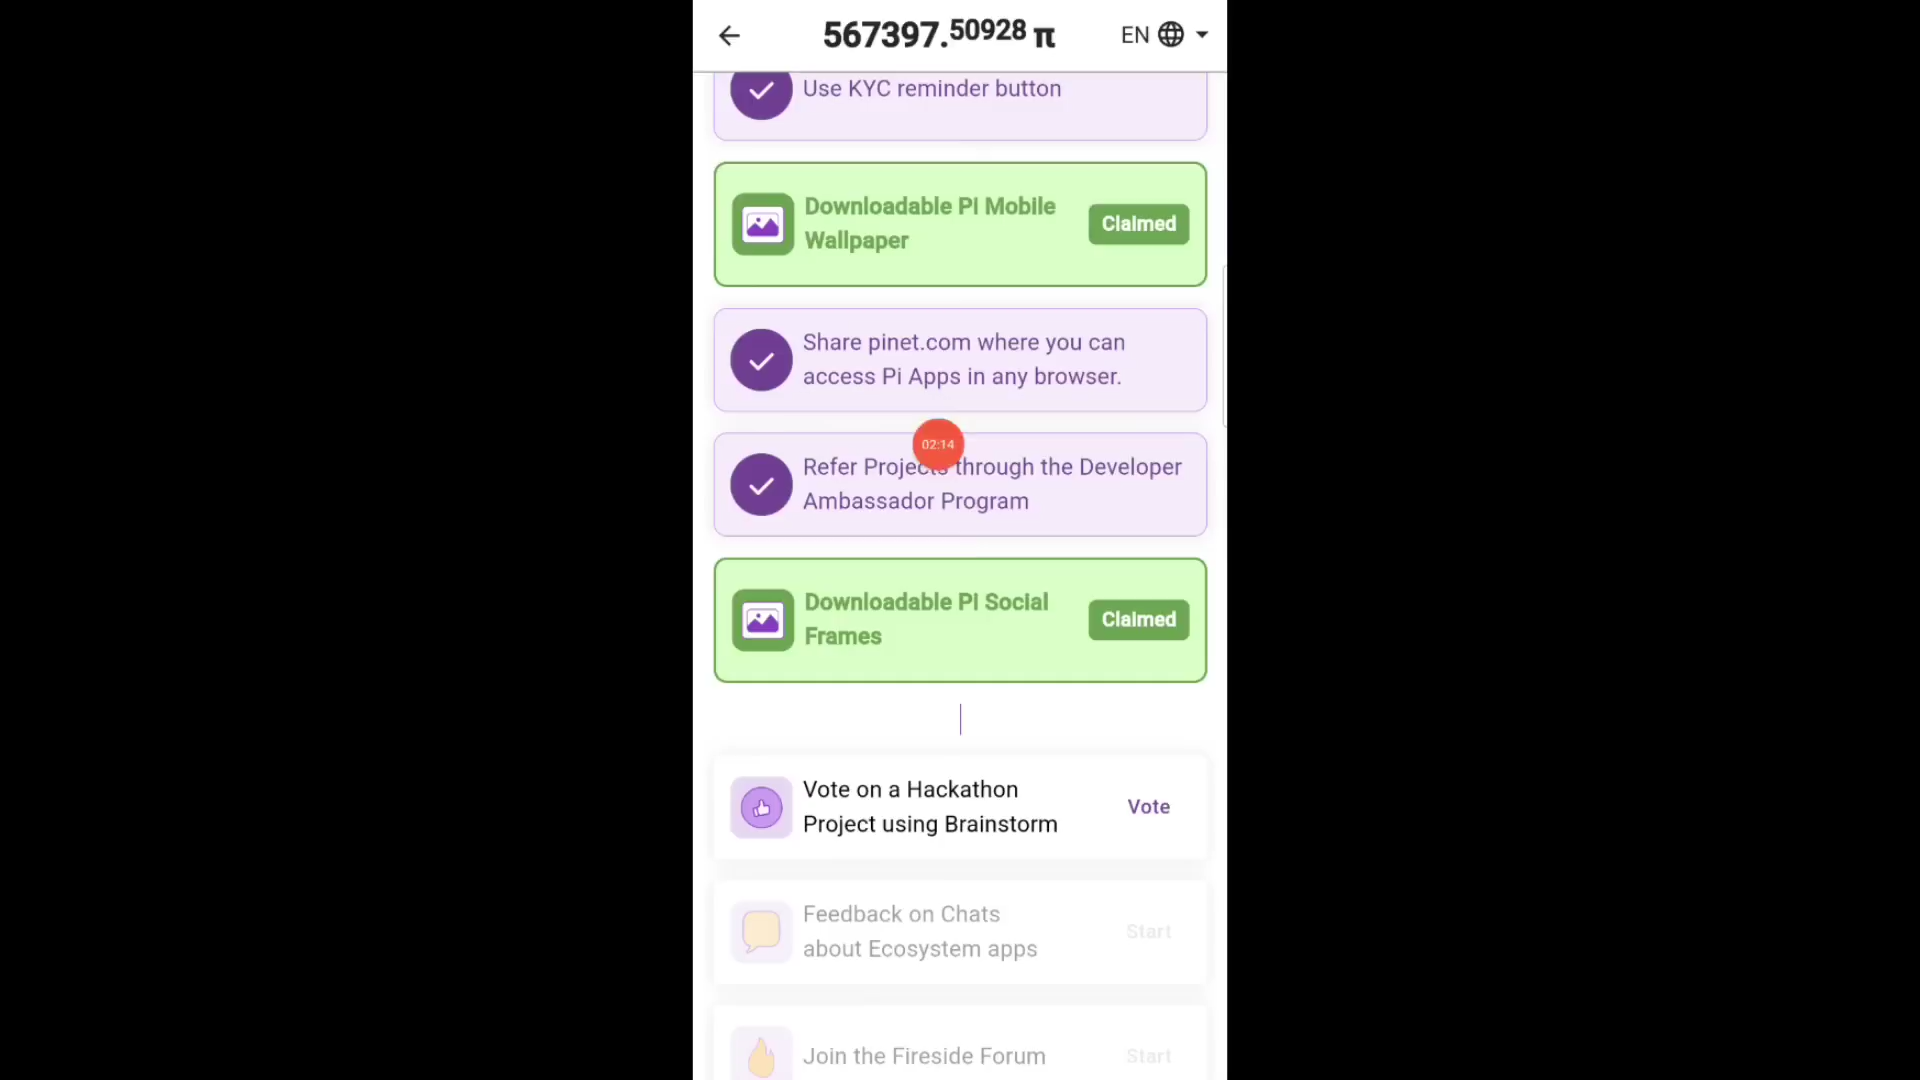 567397.50928 π
EN
Use KYC reminder button
Downloadable Pi Mobile
Wallpaper
Claimed
Share pinet.com where you can
access Pi Apps in any browser.
02:14
Refer Projects through the Developer
Ambassador Program
Downloadable Pi Social
Frames
Claimed
Vote on a Hackathon
Project using Brainstorm
Vote
Feedback on Chats
about Ecosystem apps
Start
Join the Fireside Forum
Start